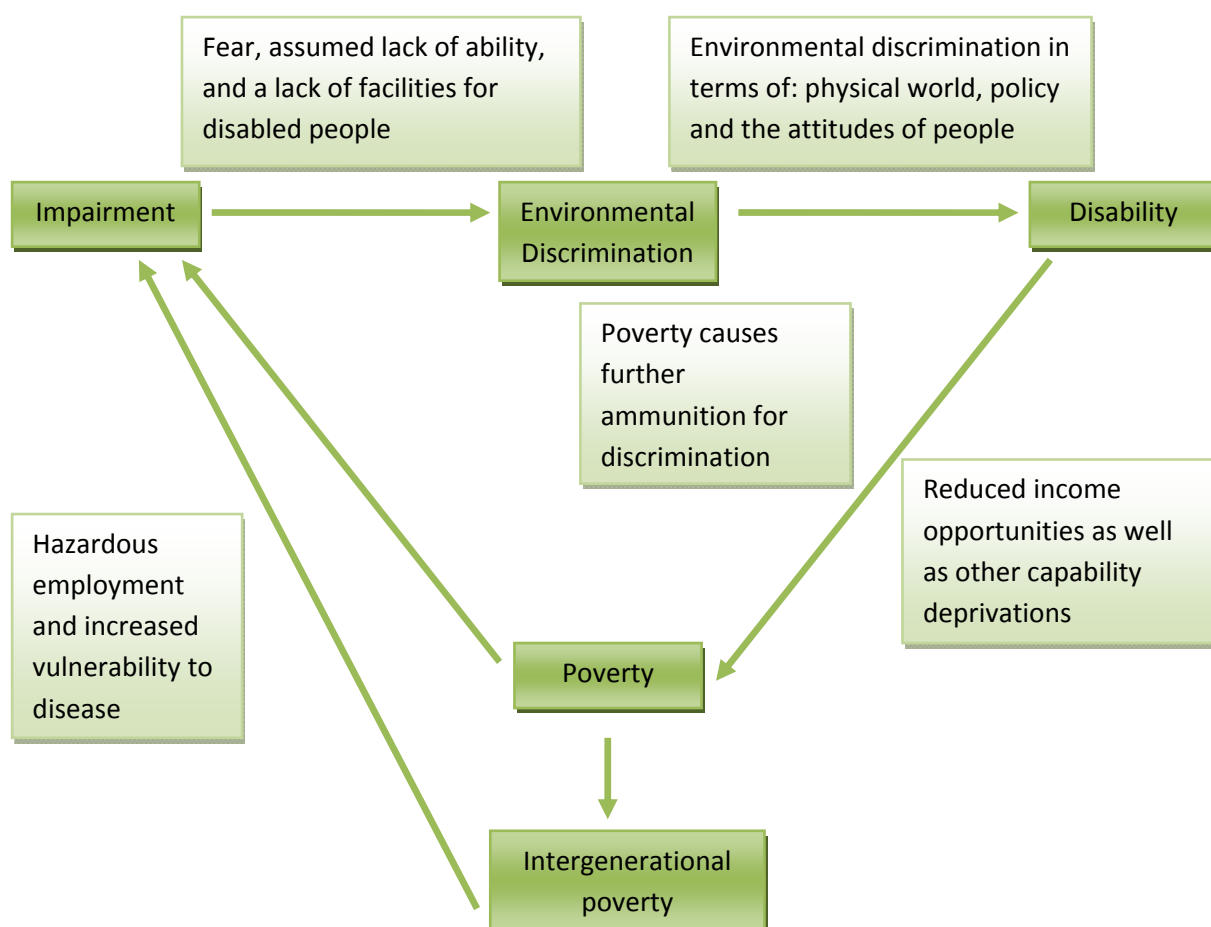 Fear, assumed lack of ability,
and a lack of facilities for
disabled people
Environmental discrimination in
terms of: physical world, policy
and the attitudes of people
Impairment
Environmental
Discrimination
Disability
Poverty causes
further
ammunition for
discrimination
Reduced income
opportunities as well
as other capability
deprivations
Hazardous
employment
and increased
vulnerability to
disease
Poverty
Intergenerational
poverty